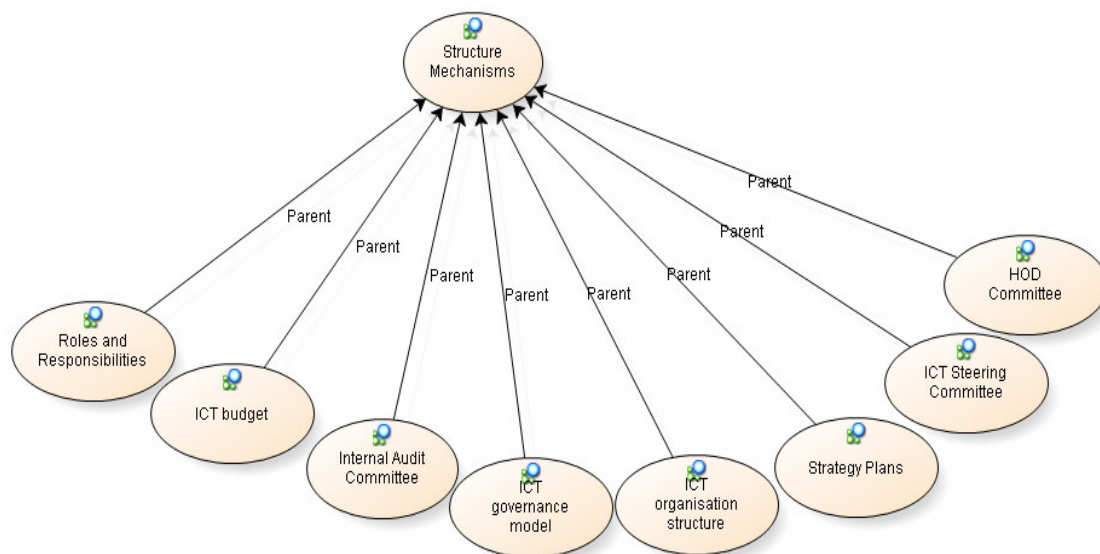 Structure
Mechanisms
Parent
Parent
Parent
Parent
Parent
Parent
Parent
Parent
Roles and
Responsibilities
ICT budget
Internal Audit
Committee
ICT
governance
model
ICT
organisation
structure
Strategy Plans
ICT Steering
Committee
HOD
Committee